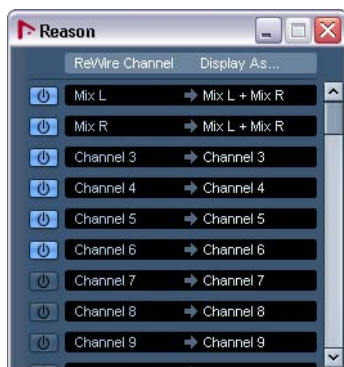 Reason
ReWire Channel Display As...
Mix L Mix L + Mix R
Mix R Mix L + Mix R
Channel 3 Channel 3
Channel 4 Channel 4
Channel 5 Channel 5
Channel 6 Channel 6
Channel 7 Channel 7
Channel 8 Channel 8
Channel 9 Channel 9